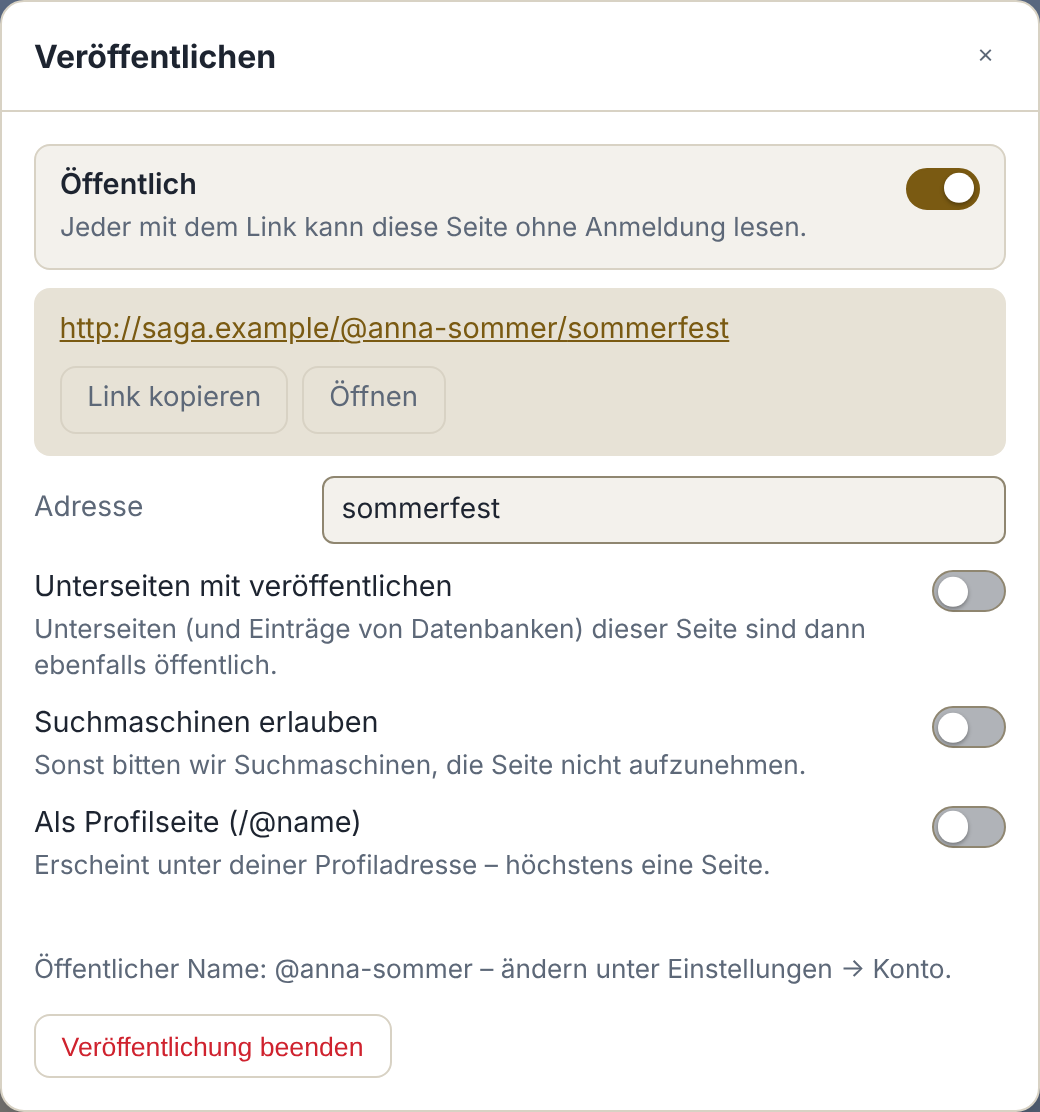 Veröffentlichen
×
Öffentlich
Jeder mit dem Link kann diese Seite ohne Anmeldung lesen.
http://saga.example/@anna-sommer/sommerfest
Link kopieren
Öffnen
Adresse
sommerfest
Unterseiten mit veröffentlichen
Unterseiten (und Einträge von Datenbanken) dieser Seite sind dann
ebenfalls öffentlich.
Suchmaschinen erlauben
Sonst bitten wir Suchmaschinen, die Seite nicht aufzunehmen.
Als Profilseite (/@name)
Erscheint unter deiner Profiladresse – höchstens eine Seite.
Öffentlicher Name: @anna-sommer – ändern unter Einstellungen → Konto.
Veröffentlichung beenden